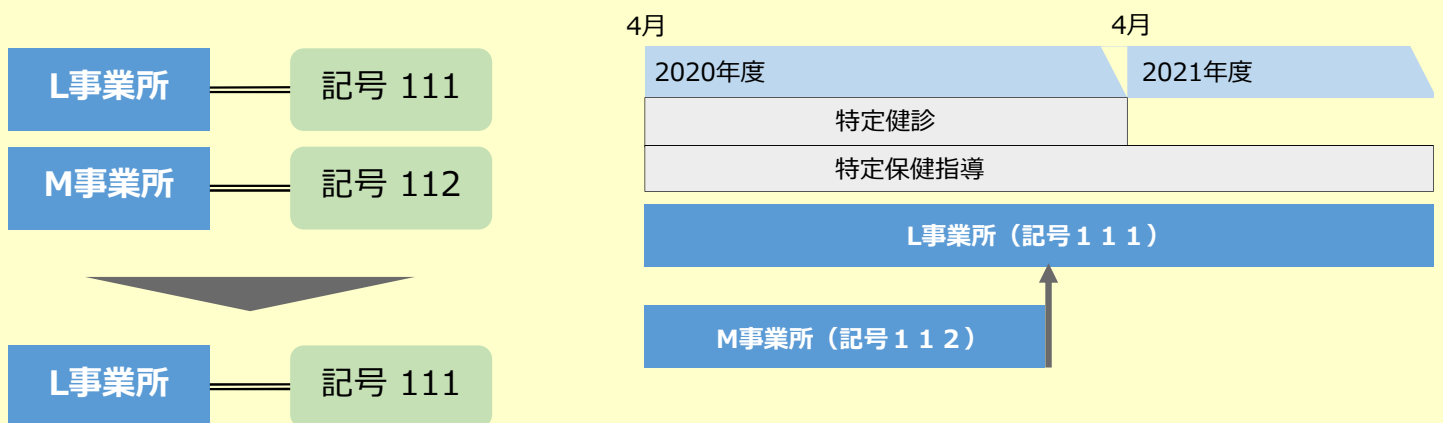 L事業所
記号 111
M事業所
記号 112
L事業所
記号 111
4月
4月
2020年度
2021年度
特定健診
特定保健指導
L事業所（記号１１１）
M事業所（記号１１２）